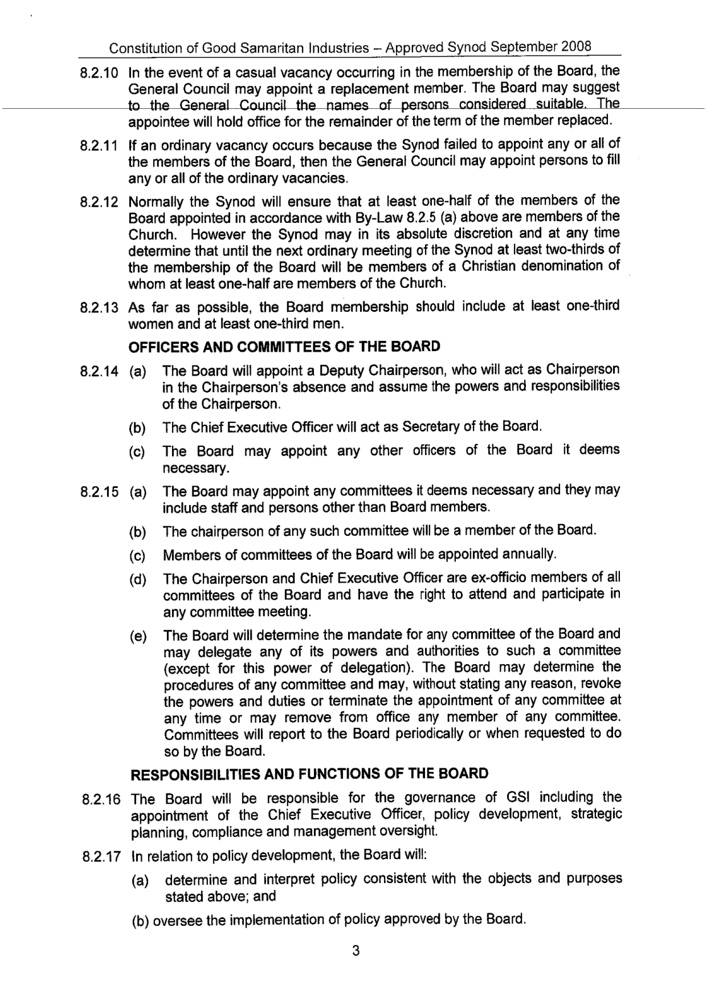 Constitution of Good Samaritan Industries – Approved Synod September 2008
8.2.10 In the event of a casual vacancy occurring in the membership of the Board, the
General Council may appoint a replacement member. The Board may suggest
to the General Council the names of persons considered suitable. The
appointee will hold office for the remainder of the term of the member replaced.
8.2.11 If an ordinary vacancy occurs because the Synod failed to appoint any or all of
the members of the Board, then the General Council may appoint persons to fill
any or all of the ordinary vacancies.
8.2.12 Normally the Synod will ensure that at least one-half of the members of the
Board appointed in accordance with By-Law 8.2.5 (a) above are members of the
Church. However the Synod may in its absolute discretion and at any time
determine that until the next ordinary meeting of the Synod at least two-thirds of
the membership of the Board will be members of a Christian denomination of
whom at least one-half are members of the Church.
8.2.13 As far as possible, the Board membership should include at least one-third
women and at least one-third men.
OFFICERS AND COMMITTEES OF THE BOARD
8.2.14 (a) The Board will appoint a Deputy Chairperson, who will act as Chairperson
in the Chairperson's absence and assume the powers and responsibilities
of the Chairperson.
(b) The Chief Executive Officer will act as Secretary of the Board.
(c) The Board may appoint any other officers of the Board it deems
necessary.
8.2.15 (a) The Board may appoint any committees it deems necessary and they may
include staff and persons other than Board members.
(b) The chairperson of any such committee will be a member of the Board.
(c) Members of committees of the Board will be appointed annually.
(d) The Chairperson and Chief Executive Officer are ex-officio members of all
committees of the Board and have the right to attend and participate in
any committee meeting.
(e) The Board will determine the mandate for any committee of the Board and
may delegate any of its powers and authorities to such a committee
(except for this power of delegation). The Board may determine the
procedures of any committee and may, without stating any reason, revoke
the powers and duties or terminate the appointment of any committee at
any time or may remove from office any member of any committee.
Committees will report to the Board periodically or when requested to do
so by the Board.
RESPONSIBILITIES AND FUNCTIONS OF THE BOARD
8.2.16 The Board will be responsible for the governance of GSI including the
appointment of the Chief Executive Officer, policy development, strategic
planning, compliance and management oversight.
8.2.17 In relation to policy development, the Board will:
(a) determine and interpret policy consistent with the objects and purposes
stated above; and
(b) oversee the implementation of policy approved by the Board.
3